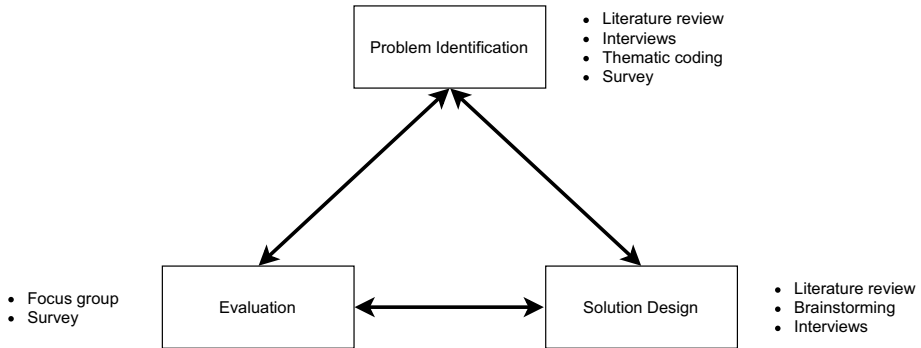 Problem Identification
• Literature review
• Interviews
• Thematic coding
• Survey
• Focus group
• Survey
Evaluation
Solution Design
• Literature review
• Brainstorming
• Interviews